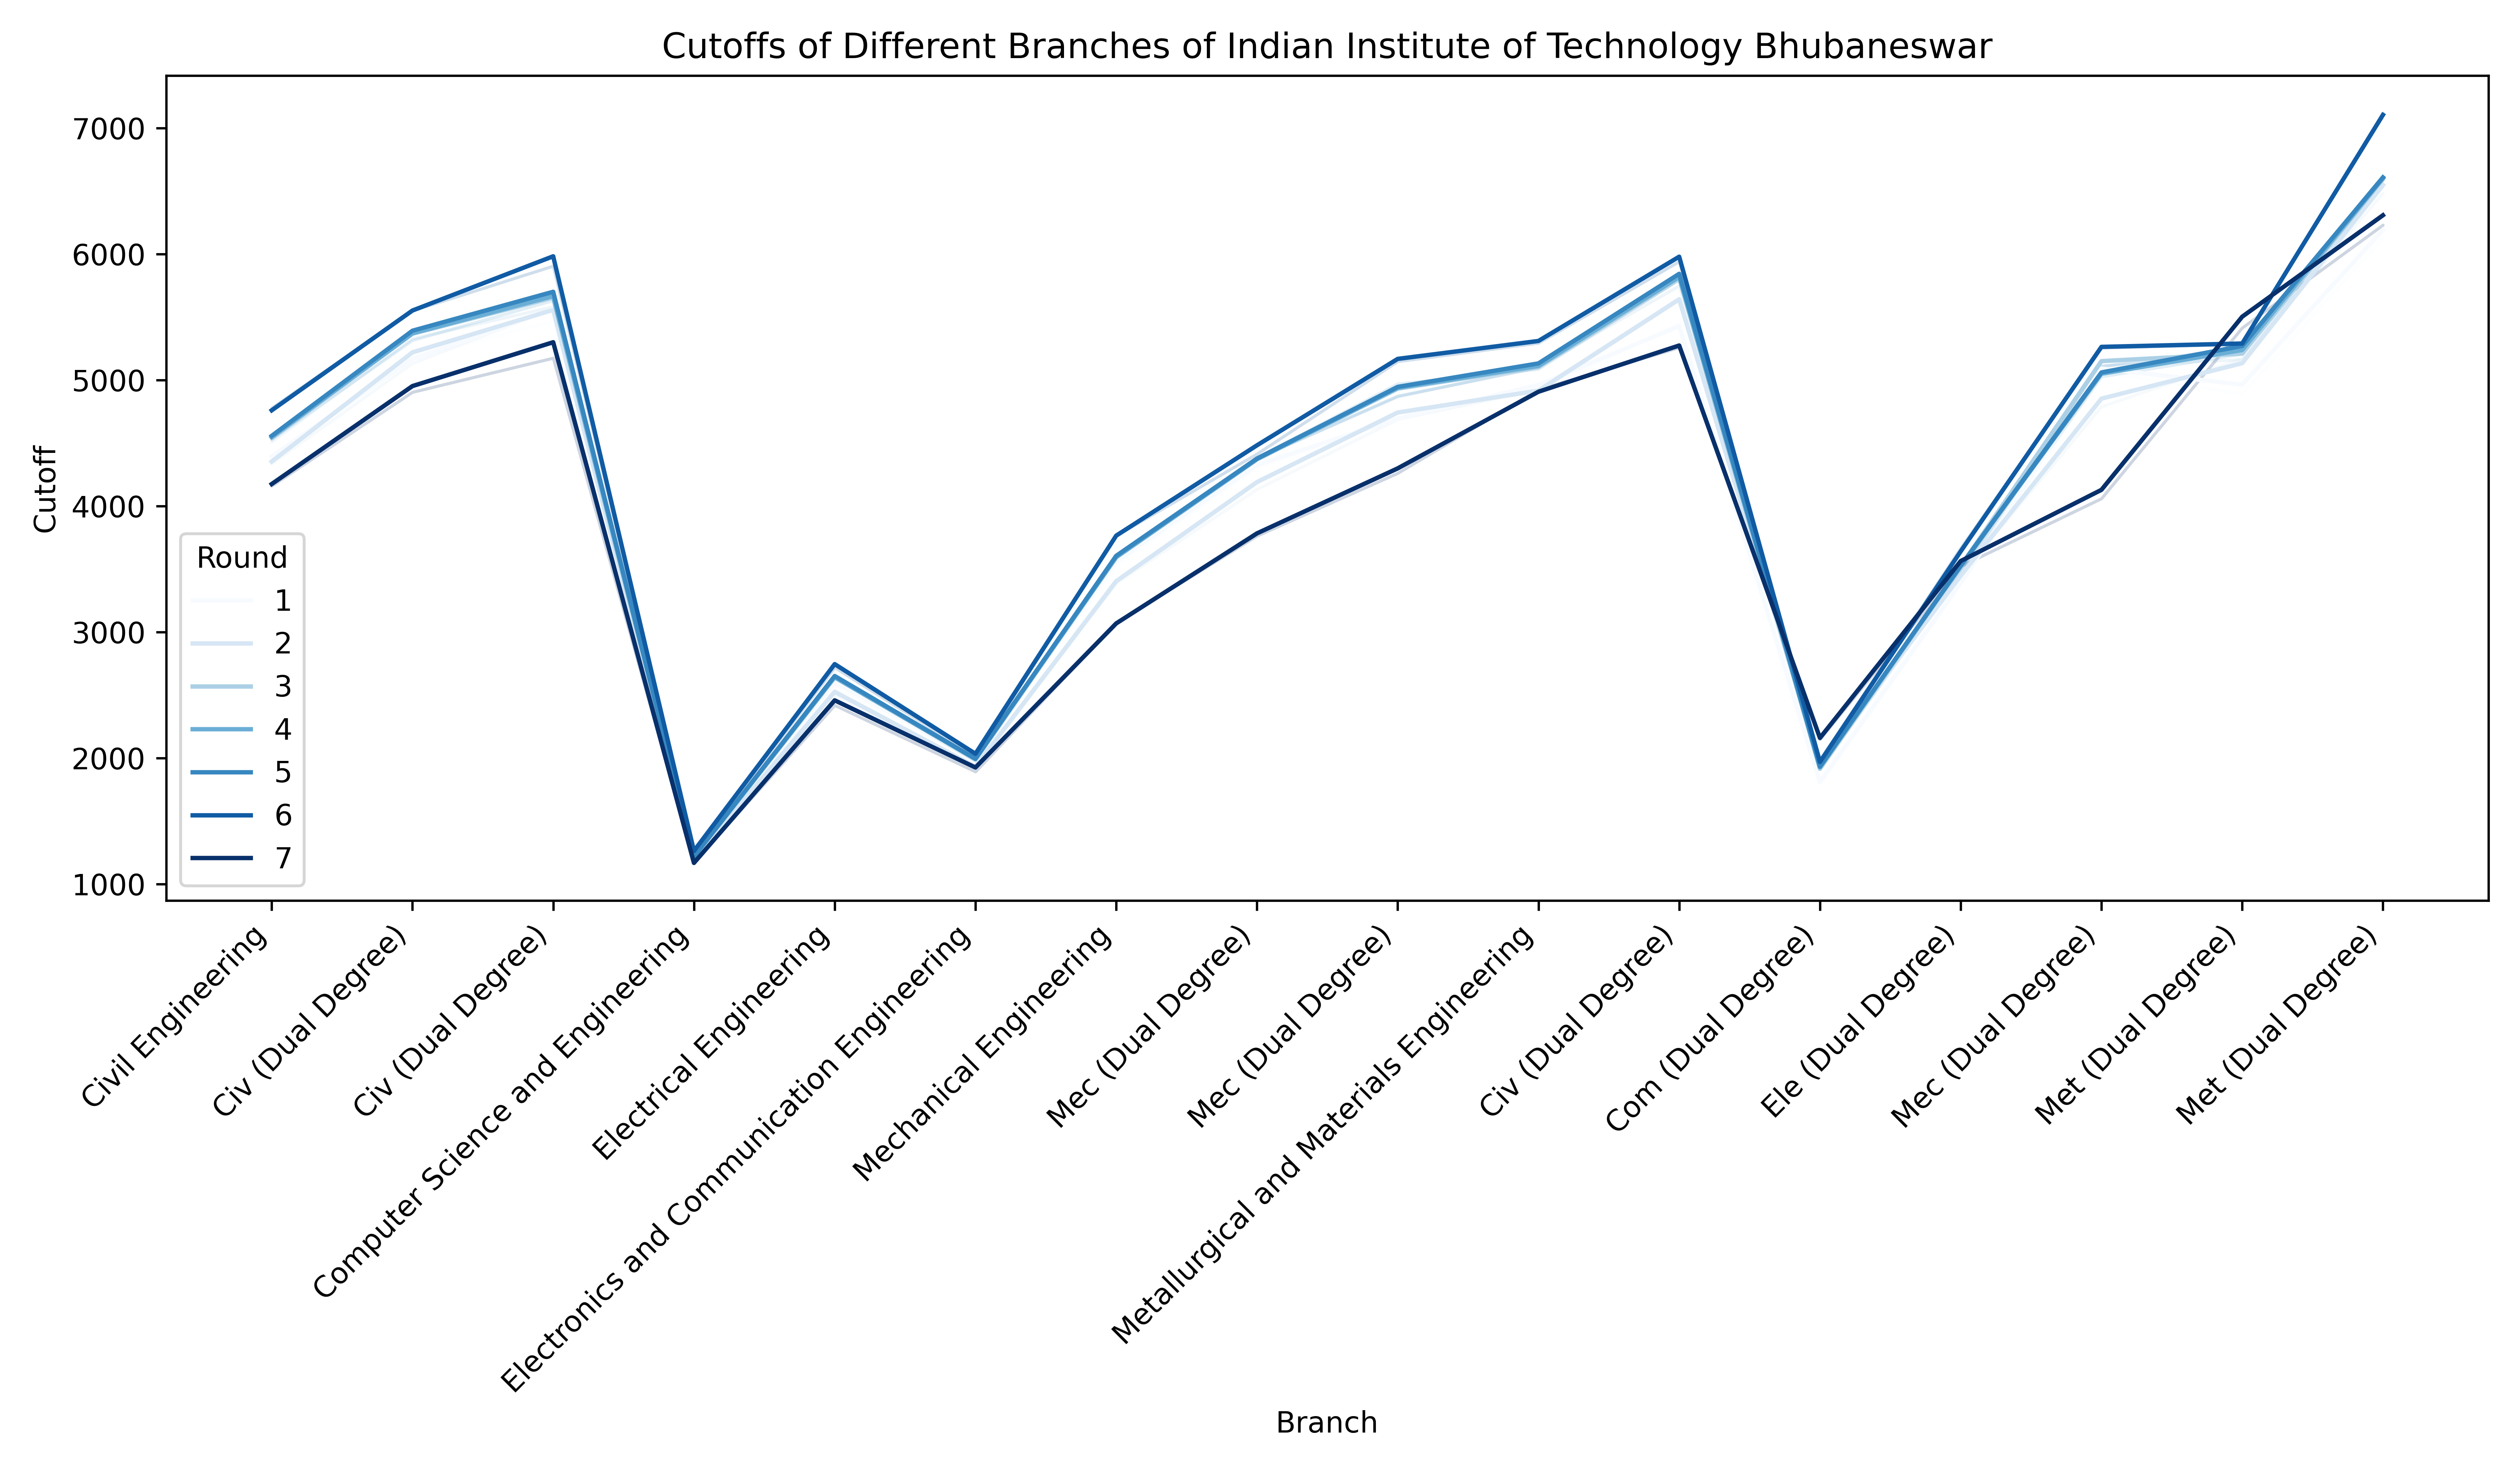 Cutoffs of Different Branches of Indian Institute of Technology Bhubaneswar
7000
6000
5000
4000
3000
2000
1000
Cutoff
Round
1
2
3
4
5
6
7
Civil Engineering
Civ (Dual Degree)
Civ (Dual Degree)
Computer Science and Engineering
Electrical Engineering
Electronics and Communication Engineering
Mechanical Engineering
Mec (Dual Degree)
Mec (Dual Degree)
Metallurgical and Materials Engineering
Civ (Dual Degree)
Com (Dual Degree)
Ele (Dual Degree)
Mec (Dual Degree)
Met (Dual Degree)
Met (Dual Degree)
Branch